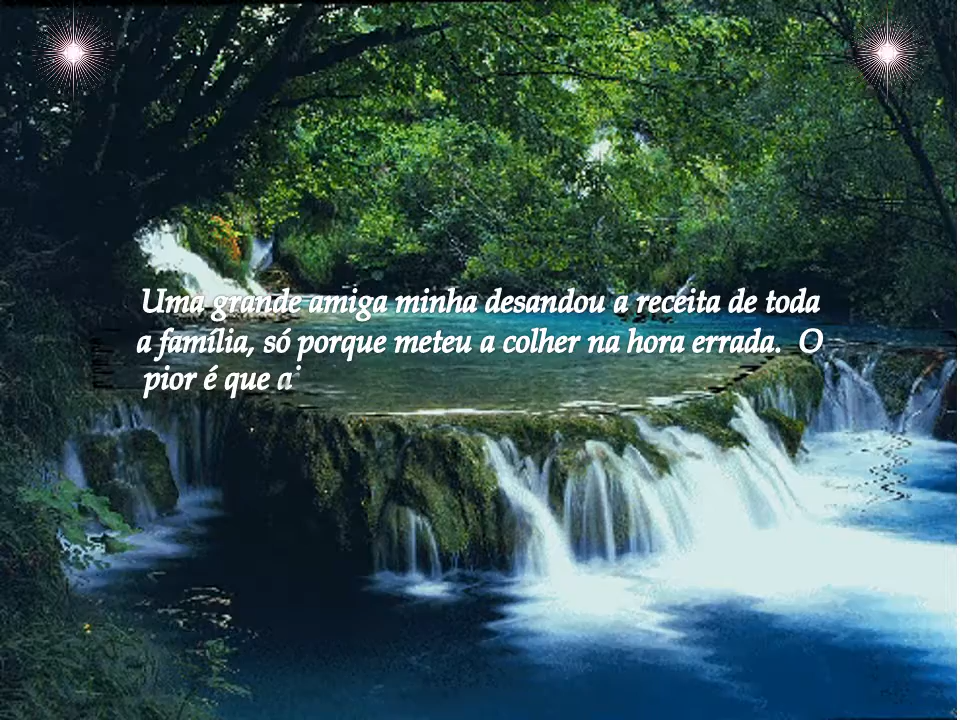 Uma grande amiga minha desandou a receita de toda
a família, só porque meteu a colher na hora errada. O
pior é que